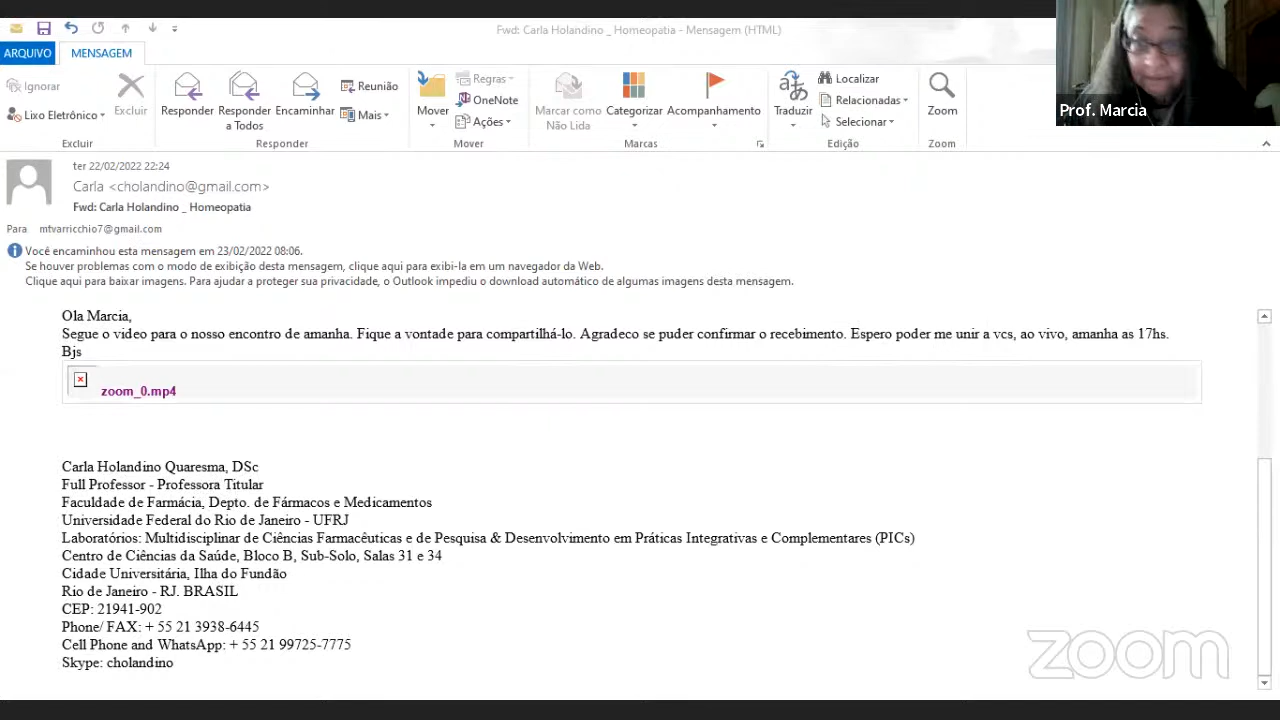 Fwd: Carla Holandino _ Homeopatia - Mensagem (HTML)
ARQUIVO
MENSAGEM
Ignorar
Lixo Eletrônico
Excluir
Excluir
Responder
Responder a Todos
Encaminhar
Reunião
Mais
Responder
Mover
Regras
OneNote
Ações
Mover
Marcar como Não Lida
Categorizar
Acompanhamento
Marcas
Traduzir
Localizar
Relacionadas
Selecionar
Edição
Zoom
Zoom
Prof. Marcia
ter 22/02/2022 22:24
Carla <cholandino@gmail.com>
Fwd: Carla Holandino _ Homeopatia
Para mtvarricchio7@gmail.com
Você encaminhou esta mensagem em 23/02/2022 08:06.
Se houver problemas com o modo de exibição desta mensagem, clique aqui para exibi-la em um navegador da Web.
Clique aqui para baixar imagens. Para ajudar a proteger sua privacidade, o Outlook impediu o download automático de algumas imagens desta mensagem.
Ola Marcia,
Segue o video para o nosso encontro de amanha. Fique a vontade para compartilhá-lo. Agradeco se puder confirmar o recebimento. Espero poder me unir a vcs, ao vivo, amanha as 17hs.
Bjs
zoom_0.mp4
Carla Holandino Quaresma, DSc
Full Professor - Professora Titular
Faculdade de Farmácia, Depto. de Fármacos e Medicamentos
Universidade Federal do Rio de Janeiro - UFRJ
Laboratórios: Multidisciplinar de Ciências Farmacêuticas e de Pesquisa & Desenvolvimento em Práticas Integrativas e Complementares (PICs)
Centro de Ciências da Saúde, Bloco B, Sub-Solo, Salas 31 e 34
Cidade Universitária, Ilha do Fundão
Rio de Janeiro - RJ. BRASIL
CEP: 21941-902
Phone/ FAX: + 55 21 3938-6445
Cell Phone and WhatsApp: + 55 21 99725-7775
Skype: cholandino
zoom